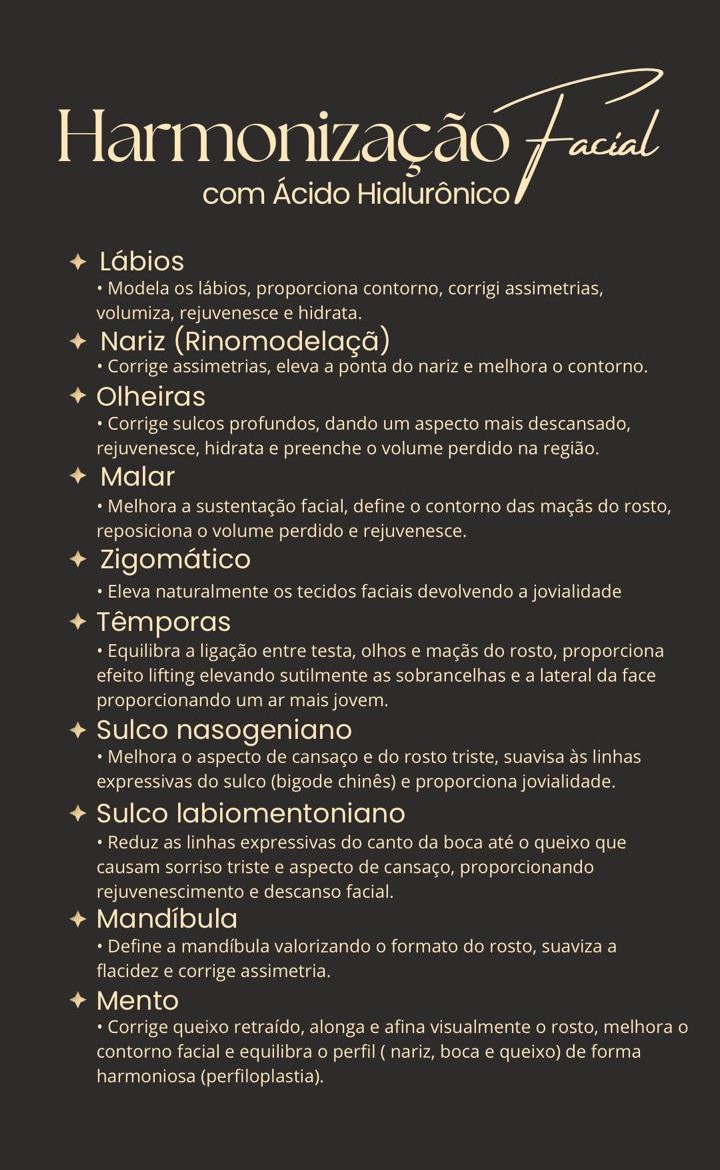 Harmonização Facial
com Ácido Hialurônico
Lábios
• Modela os lábios, proporciona contorno, corrigi assimetrias,
volumiza, rejuvenesce e hidrata.
Nariz (Rinomodelaçã)
• Corrige assimetrias, eleva a ponta do nariz e melhora o contorno.
Olheiras
• Corrige sulcos profundos, dando um aspecto mais descansado,
rejuvenesce, hidrata e preenche o volume perdido na região.
Malar
• Melhora a sustentação facial, define o contorno das maçãs do rosto,
reposiciona o volume perdido e rejuvenesce.
Zigomático
• Eleva naturalmente os tecidos faciais devolvendo a jovialidade
Têmporas
• Equilibra a ligação entre testa, olhos e maçãs do rosto, proporciona
efeito lifting elevando sutilmente as sobrancelhas e a lateral da face
proporcionando um ar mais jovem.
Sulco nasogeniano
• Melhora o aspecto de cansaço e do rosto triste, suavisa às linhas
expressivas do sulco (bigode chinês) e proporciona jovialidade.
Sulco labiomentoniano
• Reduz as linhas expressivas do canto da boca até o queixo que
causam sorriso triste e aspecto de cansaço, proporcionando
rejuvenescimento e descanso facial.
Mandíbula
• Define a mandíbula valorizando o formato do rosto, suaviza a
flacidez e corrige assimetria.
Mento
• Corrige queixo retraído, alonga e afina visualmente o rosto, melhora o
contorno facial e equilibra o perfil ( nariz, boca e queixo) de forma
harmoniosa (perfiloplastia).